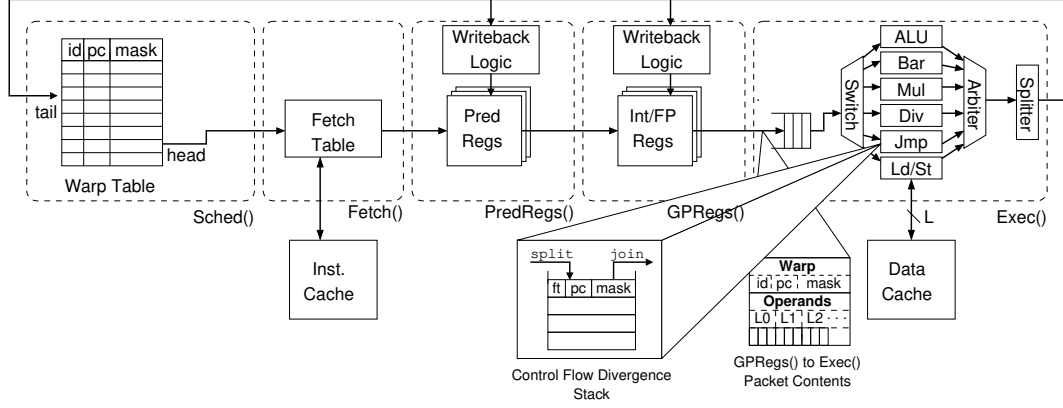 Writeback
Logic
Writeback
Logic
id pc mask
tail
head
Warp Table
Sched()
Fetch
Table
Fetch()
Inst.
Cache
Pred
Regs
PredRegs()
Int/FP
Regs
GPRegs()
Switch
ALU
Bar
Mul
Div
Jmp
Ld/St
Arbiter
Splitter
Exec()
L
Data
Cache
split join
ft pc mask
Control Flow Divergence
Stack
Warp
id pc mask
Operands
L0 L1 L2 ···
GPRegs() to Exec()
Packet Contents